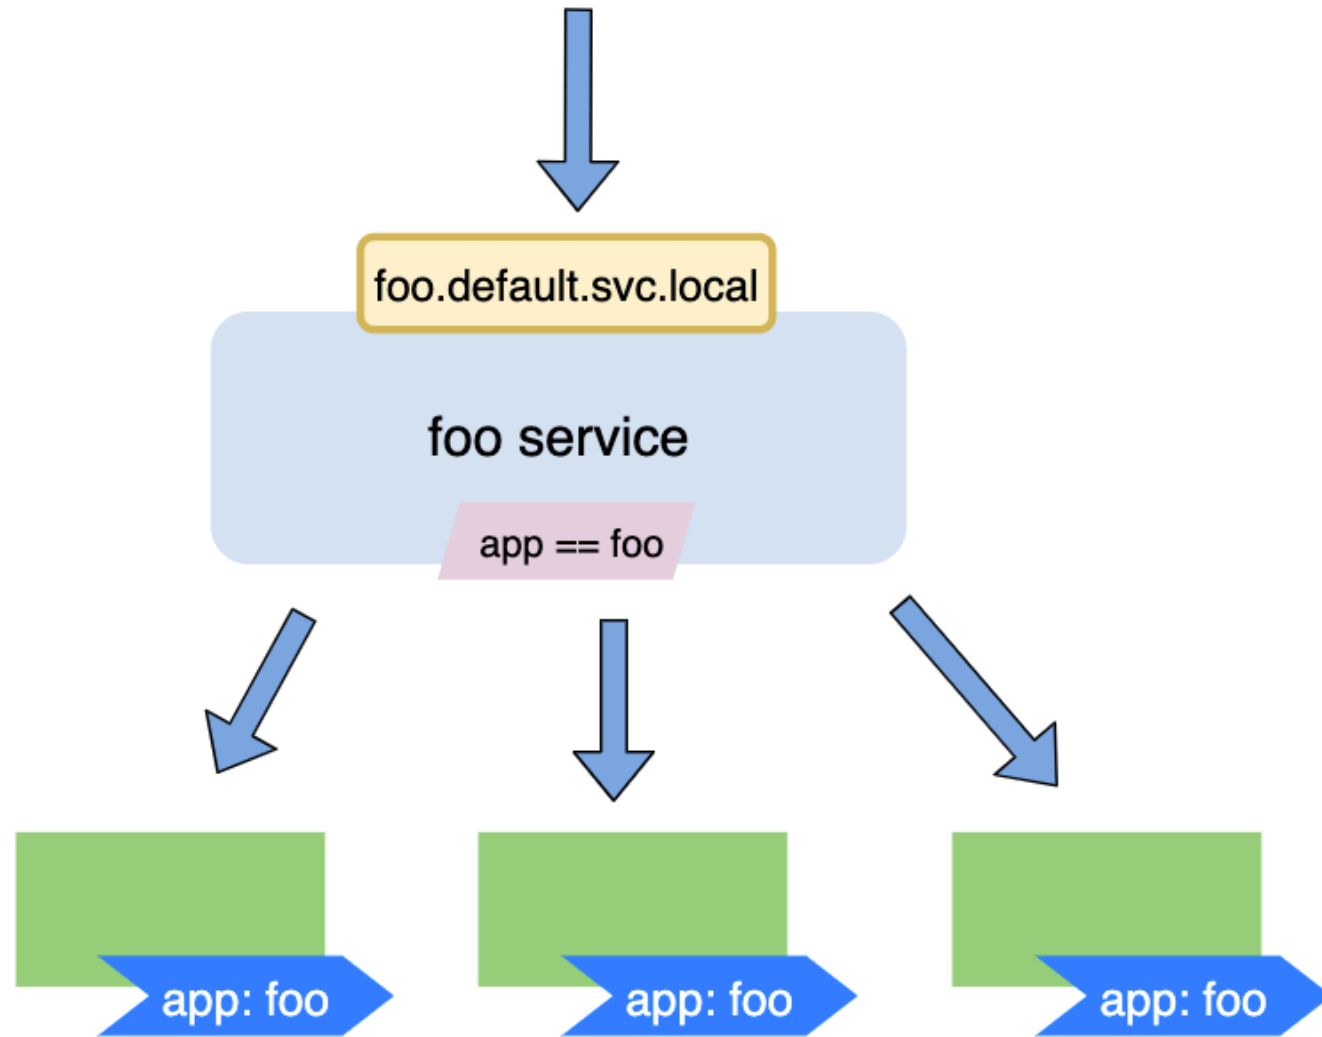 foo.default.svc.local
foo service
app == foo
app: foo
app: foo
app: foo